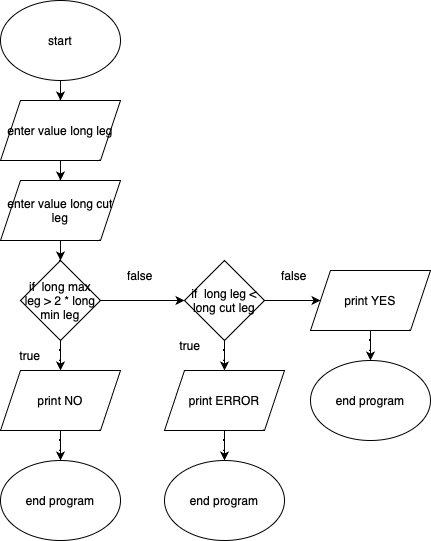 start
enter value long leg
enter value long cut
leg
if  long max
leg > 2 * long
min leg
false
true
if  long leg <
long cut leg
false
true
print YES
print NO
print ERROR
end program
end program
end program